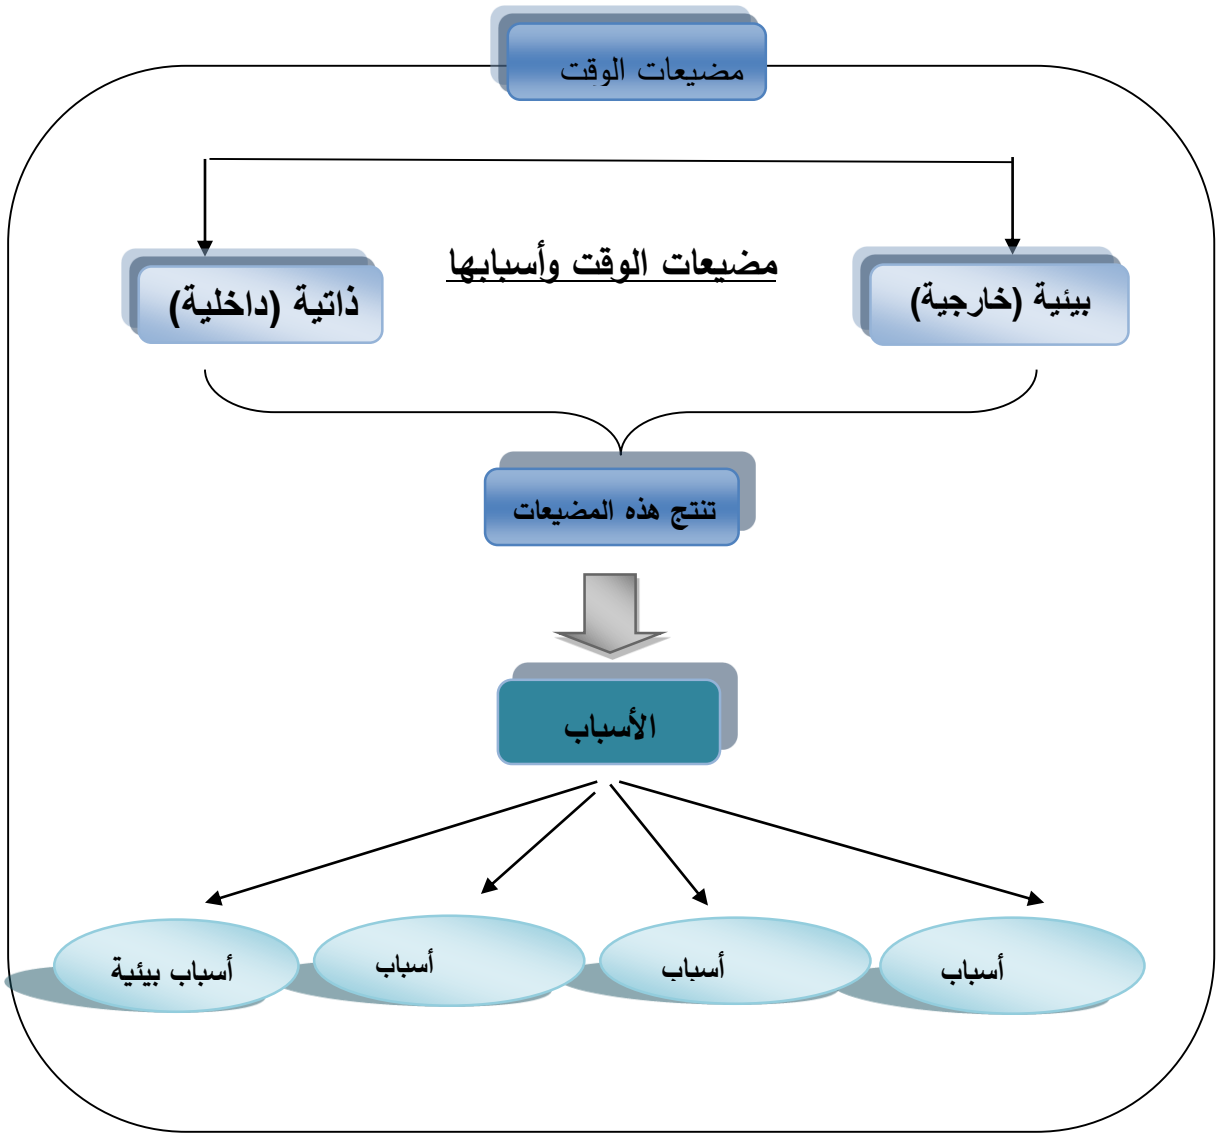 مضيعات الوقت
مضيعات الوقت وأسبابها
بيئية (خارجية)
ذاتية (داخلية)
تنتج هذه المضيعات
الأسباب
أسباب
أسباب
أسباب
أسباب بيئية